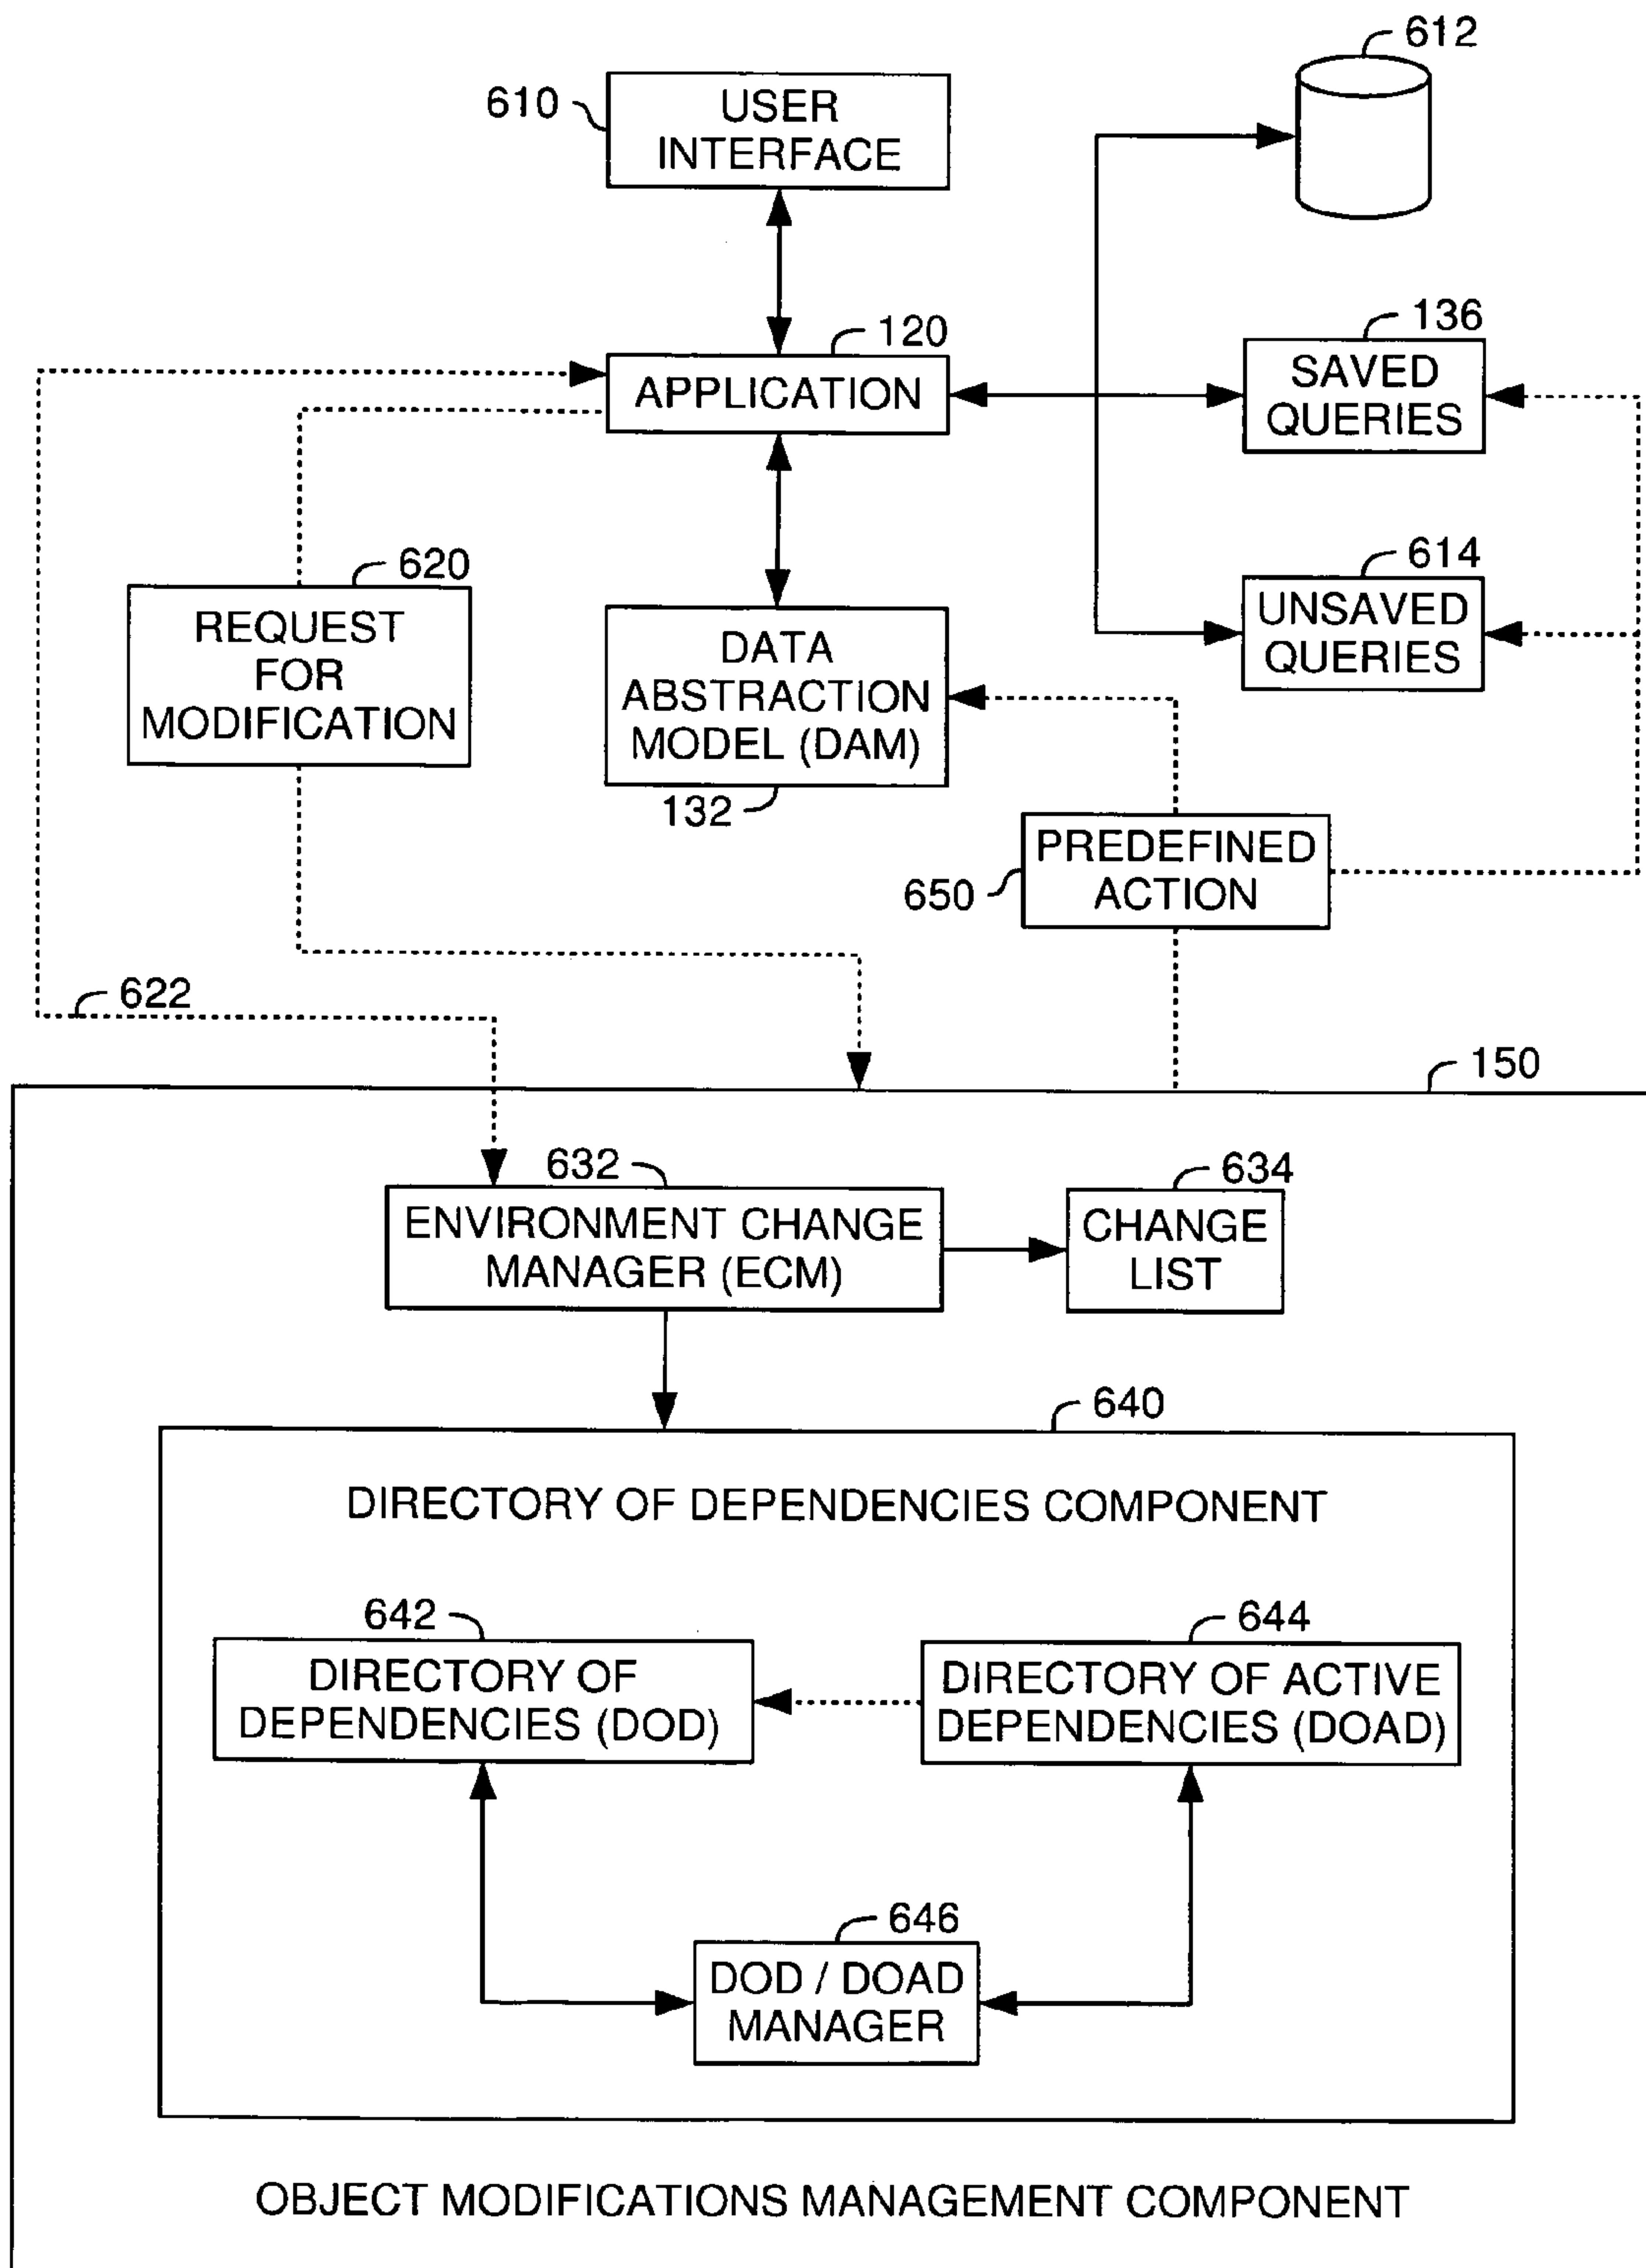 612
610
USER
INTERFACE
120
136
APPLICATION
SAVED
QUERIES
620
614
REQUEST
FOR
MODIFICATION
DATA
ABSTRACTION
MODEL (DAM)
132
UNSAVED
QUERIES
650
PREDEFINED
ACTION
622
150
632
634
ENVIRONMENT CHANGE
MANAGER (ECM)
CHANGE
LIST
640
DIRECTORY OF DEPENDENCIES COMPONENT
642
644
DIRECTORY OF
DEPENDENCIES (DOD)
DIRECTORY OF ACTIVE
DEPENDENCIES (DOAD)
646
DOD / DOAD
MANAGER
OBJECT MODIFICATIONS MANAGEMENT COMPONENT